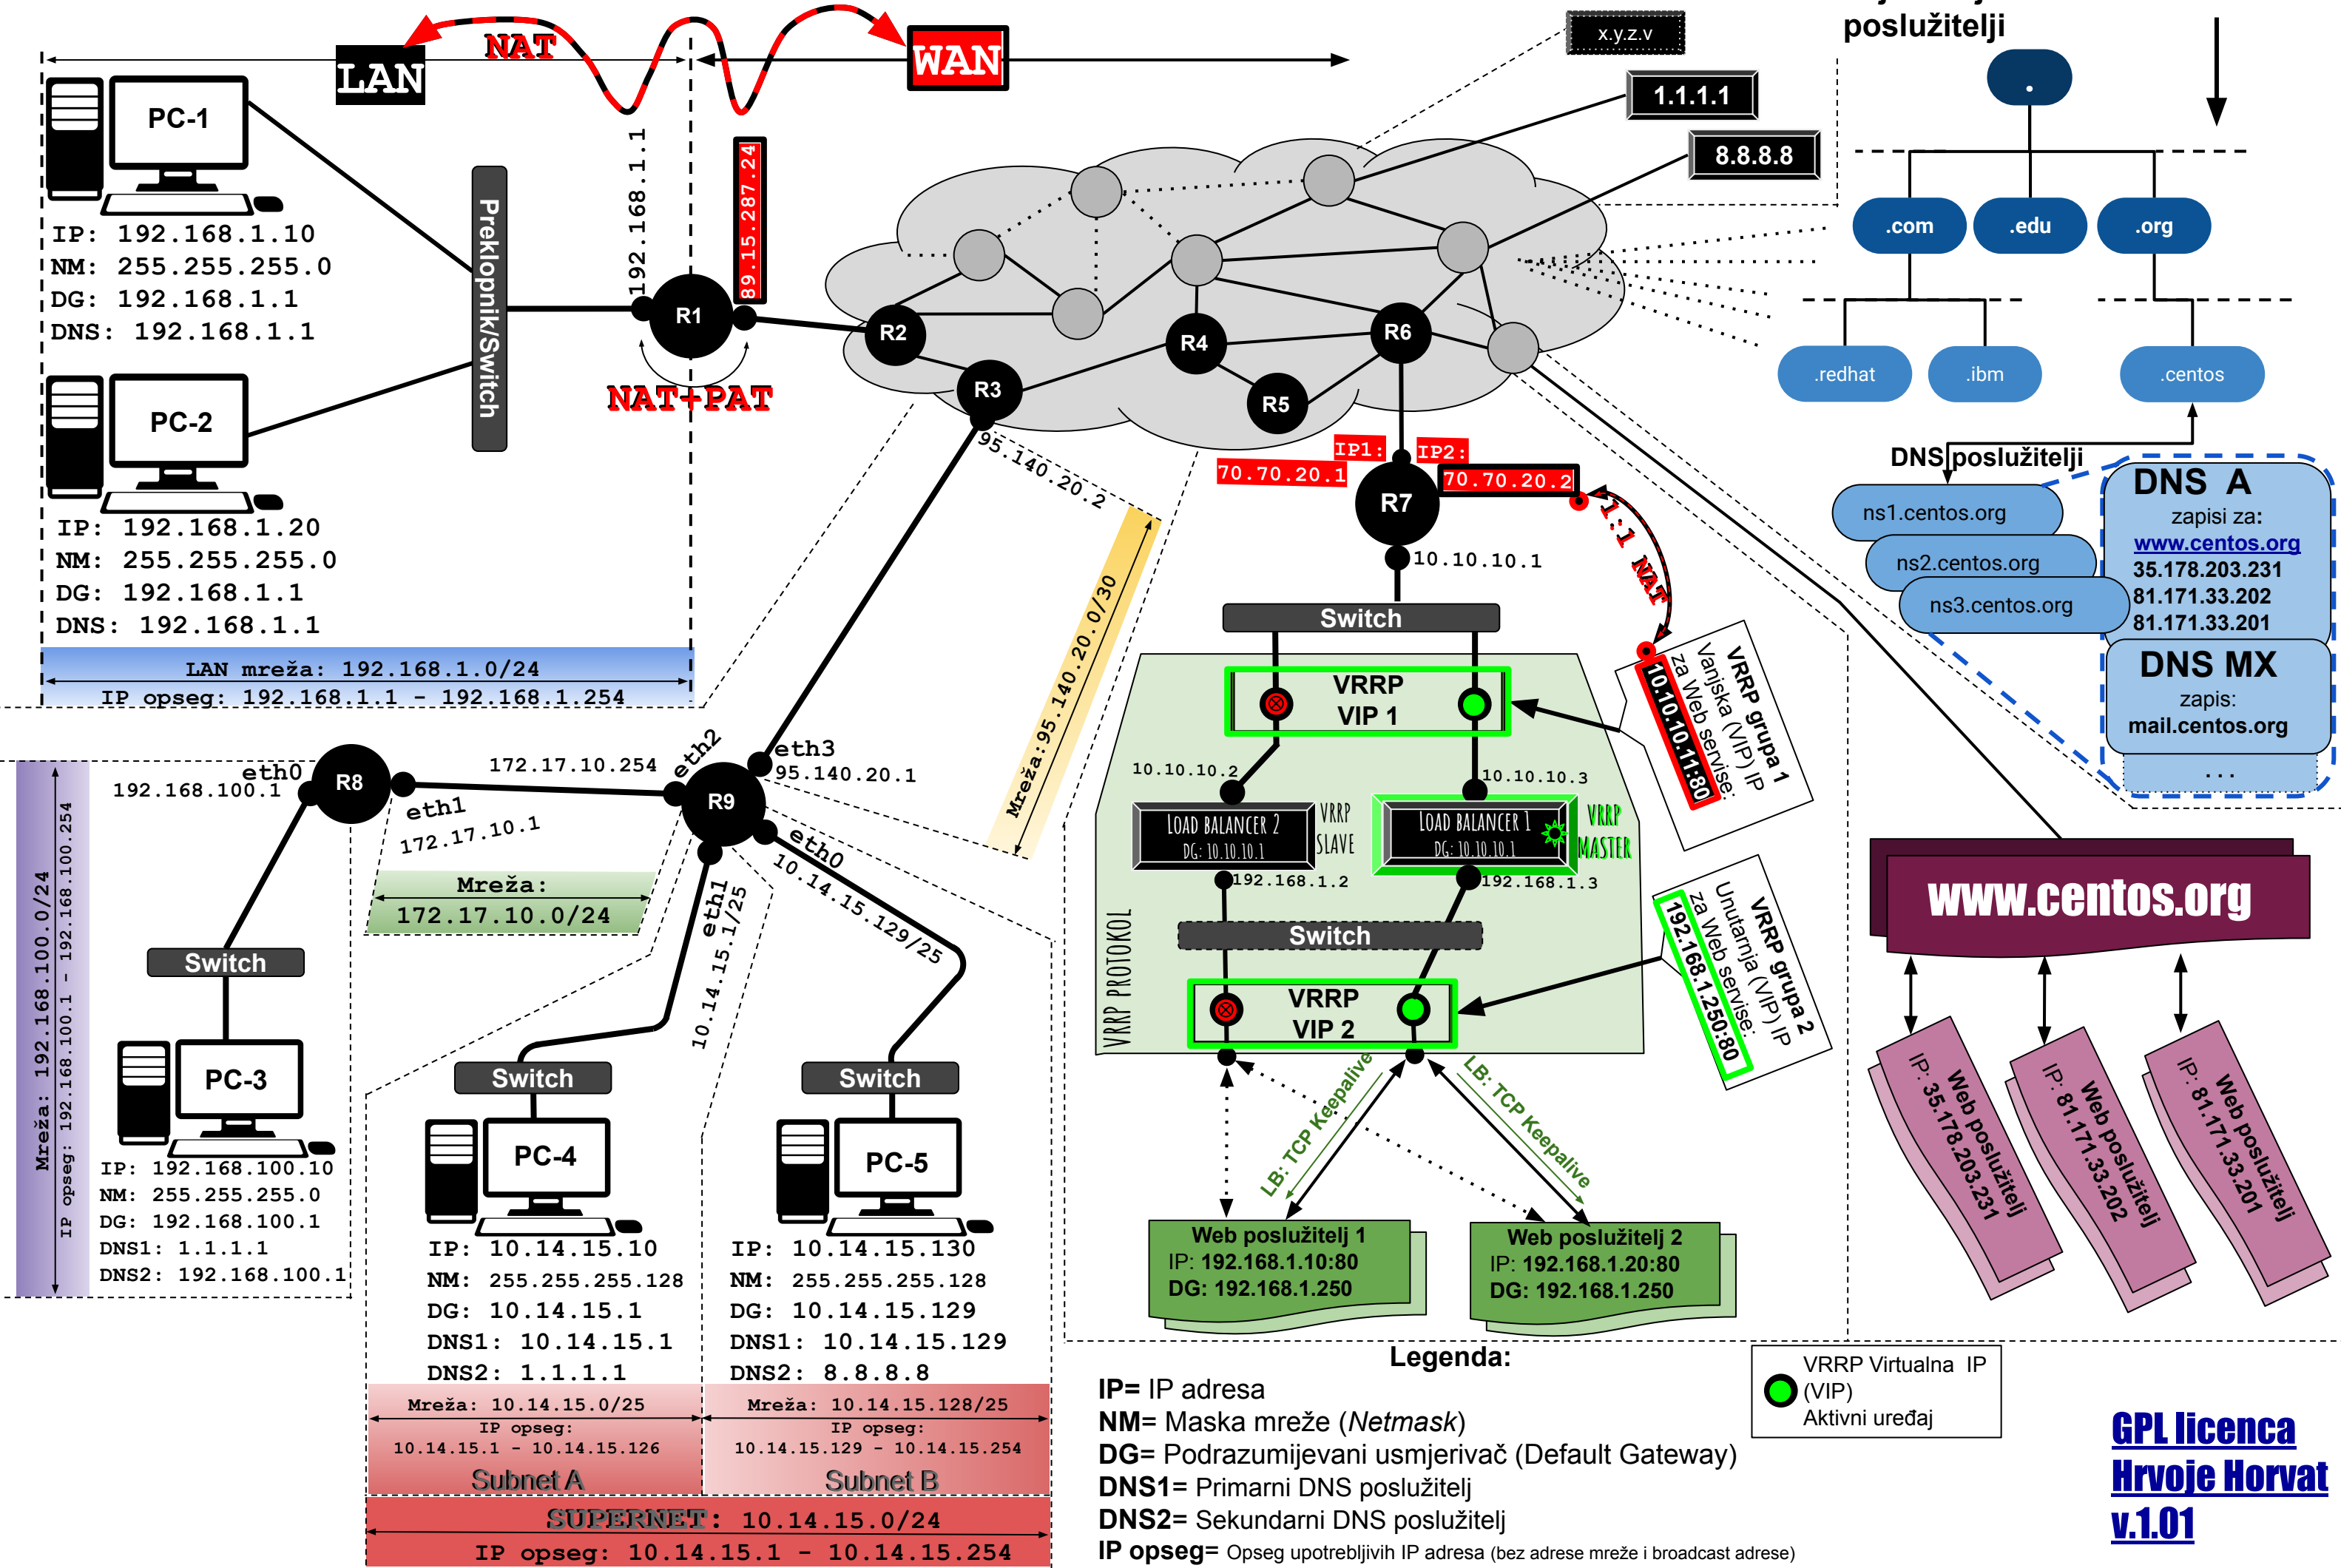 LAN
NAT
WAN
x.y.z.v
1.1.1.1
8.8.8.8
poslužitelji
.
.com
.edu
.org
.redhat
.ibm
.centos
PC-1
IP: 192.168.1.10
NM: 255.255.255.0
DG: 192.168.1.1
DNS: 192.168.1.1
PC-2
IP: 192.168.1.20
NM: 255.255.255.0
DG: 192.168.1.1
DNS: 192.168.1.1
Preklopnik/Switch
192.168.1.1
89.15.287.24
R1
NAT+PAT
LAN mreža: 192.168.1.0/24
IP opseg: 192.168.1.1 - 192.168.1.254
R2
R3
R4
R5
R6
95.140.20.2
Mreža:95.140.20.0/30
IP1:
70.70.20.1
IP2:
70.70.20.2
R7
1:1 NAT
10.10.10.1
Switch
VRRP
VIP 1
VRRP grupa 1
Vanjska (VIP) IP
za Web servise:
10.10.10.11:80
10.10.10.2
10.10.10.3
LOAD BALANCER 2
DG: 10.10.10.1
VRRP
SLAVE
LOAD BALANCER 1
DG: 10.10.10.1
VRRP
MASTER
192.168.1.2
192.168.1.3
Switch
VRRP PROTOKOL
VRRP
VIP 2
VRRP grupa 2
Unutarnja (VIP) IP
za Web servise:
192.168.1.250:80
LB: TCP Keepalive
LB: TCP Keepalive
Web poslužitelj 1
IP: 192.168.1.10:80
DG: 192.168.1.250
Web poslužitelj 2
IP: 192.168.1.20:80
DG: 192.168.1.250
DNS poslužitelji
ns1.centos.org
ns2.centos.org
ns3.centos.org
DNS A
zapisi za:
www.centos.org
35.178.203.231
81.171.33.202
81.171.33.201
DNS MX
zapis:
mail.centos.org
. . .
www.centos.org
Web poslužitelj
IP: 35.178.203.231
Web poslužitelj
IP: 81.171.33.202
Web poslužitelj
IP: 81.171.33.201
Mreža: 192.168.100.0/24
IP opseg: 192.168.100.1 - 192.168.100.254
eth0
192.168.100.1
R8
eth1
172.17.10.1
172.17.10.254
eth2
Mreža:
172.17.10.0/24
R9
eth3
95.140.20.1
eth0
10.14.15.129/25
eth1
10.14.15.1/25
Switch
PC-3
IP: 192.168.100.10
NM: 255.255.255.0
DG: 192.168.100.1
DNS1: 1.1.1.1
DNS2: 192.168.100.1
Switch
PC-4
IP: 10.14.15.10
NM: 255.255.255.128
DG: 10.14.15.1
DNS1: 10.14.15.1
DNS2: 1.1.1.1
Switch
PC-5
IP: 10.14.15.130
NM: 255.255.255.128
DG: 10.14.15.129
DNS1: 10.14.15.129
DNS2: 8.8.8.8
Mreža: 10.14.15.0/25
IP opseg:
10.14.15.1 - 10.14.15.126
Subnet A
Mreža: 10.14.15.128/25
IP opseg:
10.14.15.129 - 10.14.15.254
Subnet B
SUPERNET: 10.14.15.0/24
IP opseg: 10.14.15.1 - 10.14.15.254
Legenda:
IP= IP adresa
NM= Maska mreže (Netmask)
DG= Podrazumijevani usmjerivač (Default Gateway)
DNS1= Primarni DNS poslužitelj
DNS2= Sekundarni DNS poslužitelj
IP opseg= Opseg upotrebljivih IP adresa (bez adrese mreže i broadcast adrese)
VRRP Virtualna IP
(VIP)
Aktivni uređaj
GPL licenca
Hrvoje Horvat
v.1.01